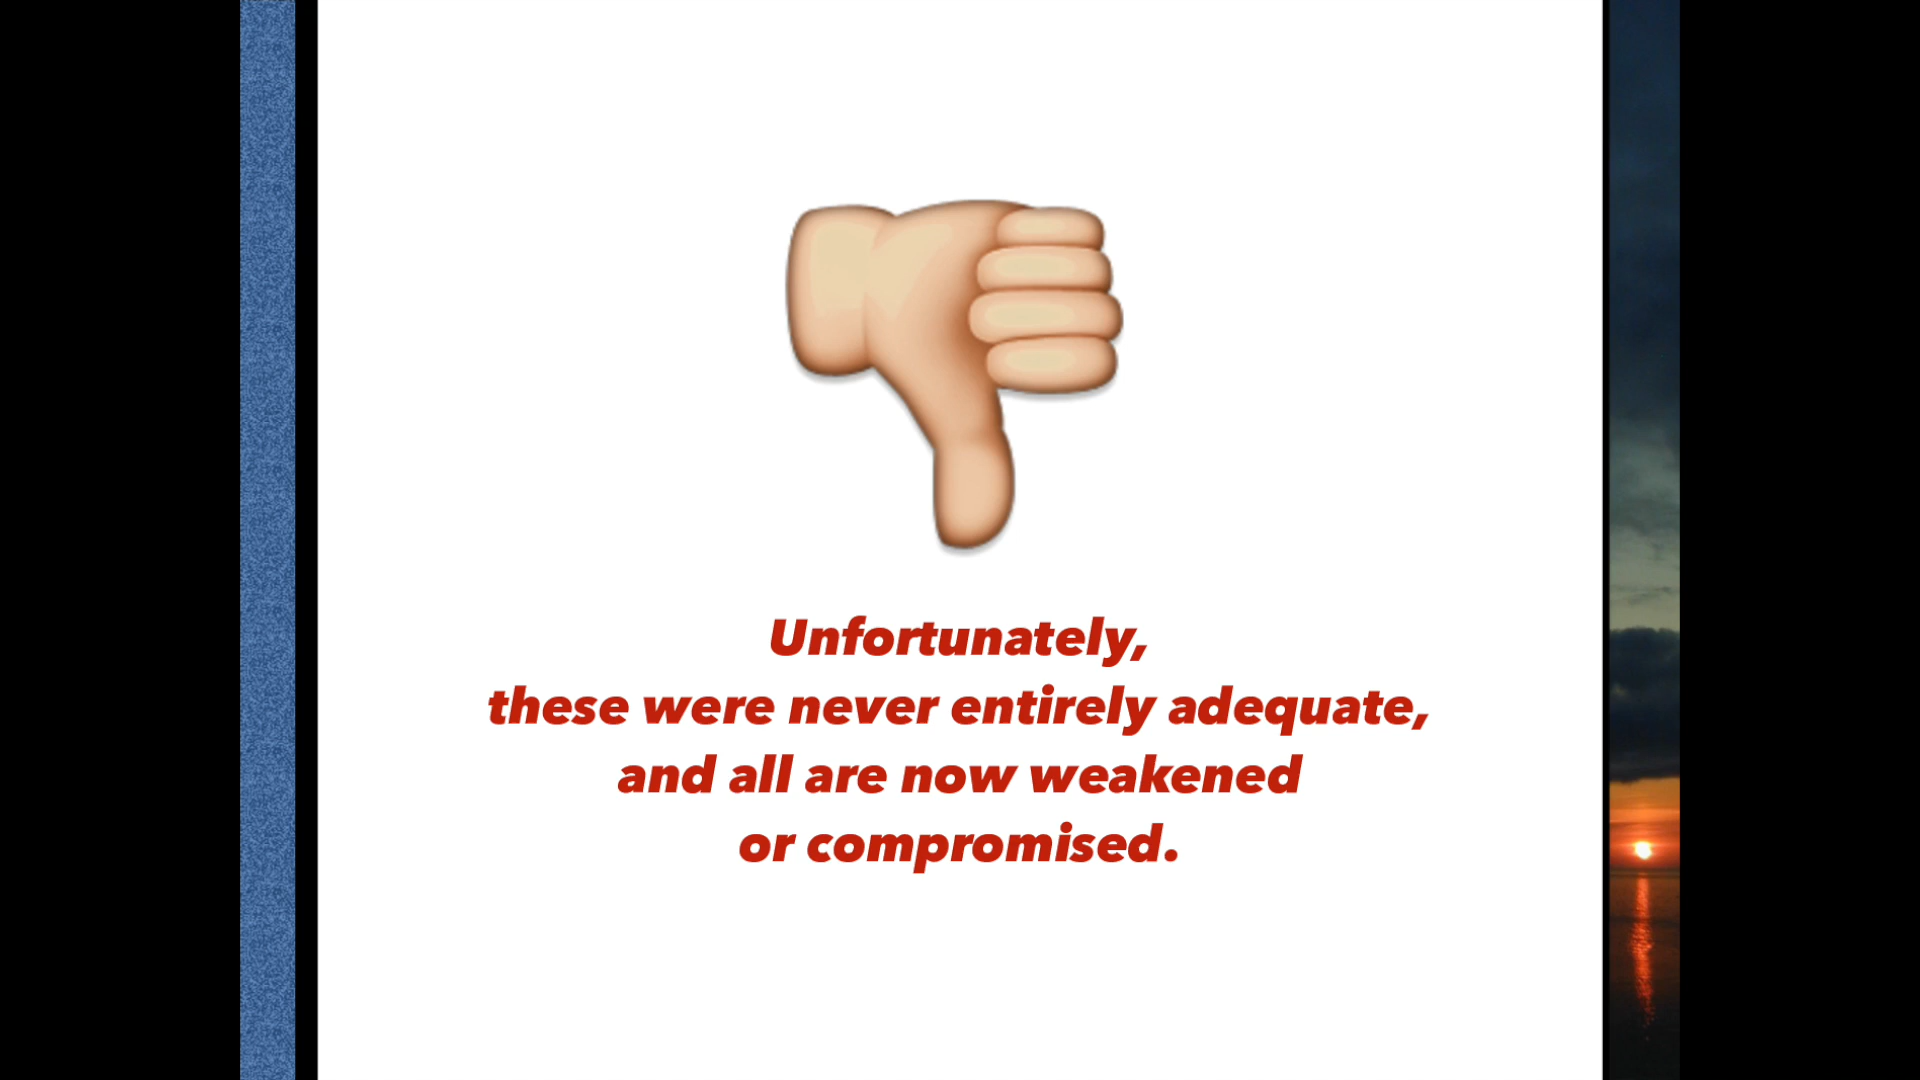 Unfortunately,
these were never entirely adequate,
and all are now weakened
or compromised.